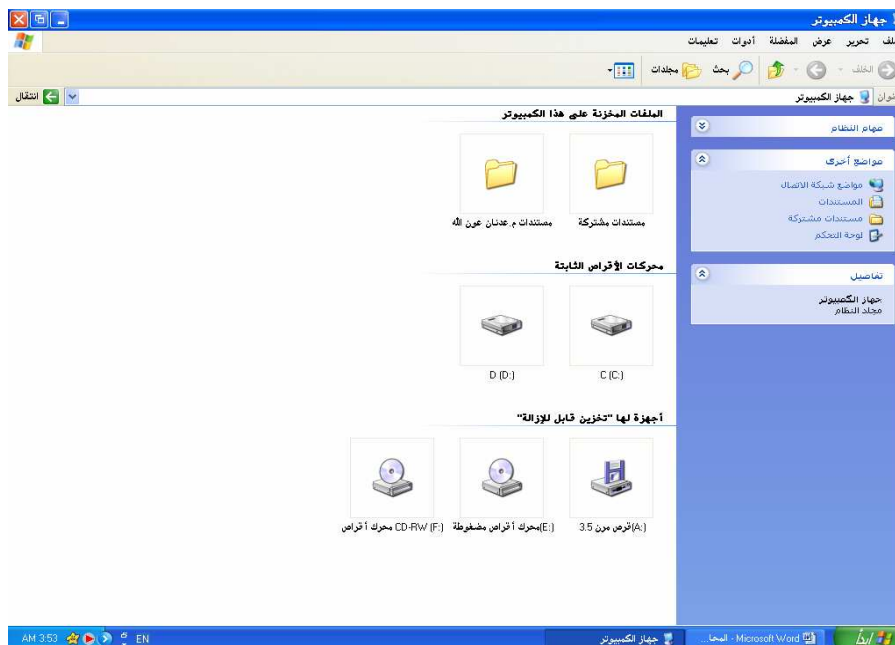 جهاز الكمبيوتر
ملف تحرير عرض المفضلة أدوات تعليمات
الخلف بحث مجلدات
جهاز الكمبيوتر انتقال
مهام النظام
مواضع أخرى
مواضع شبكة الاتصال
المستندات
مستندات مشتركة
لوحة التحكم
تفاصيل
جهاز الكمبيوتر
مجلد النظام
الملفات المخزنة على هذا الكمبيوتر
مستندات مشتركة
مستندات م.عدنان عون الله
محركات الأقراص الثابتة
C (C:)
D (D:)
أجهزة لها "تخزين قابل للإزالة"
قرص مرن 3.5 (A:)
محرك أقراص مضغوطة (E:)
محرك أقراص CD-RW (F:)
ابدأ
المحا... - Microsoft Word
جهاز الكمبيوتر
EN
AM 3:53